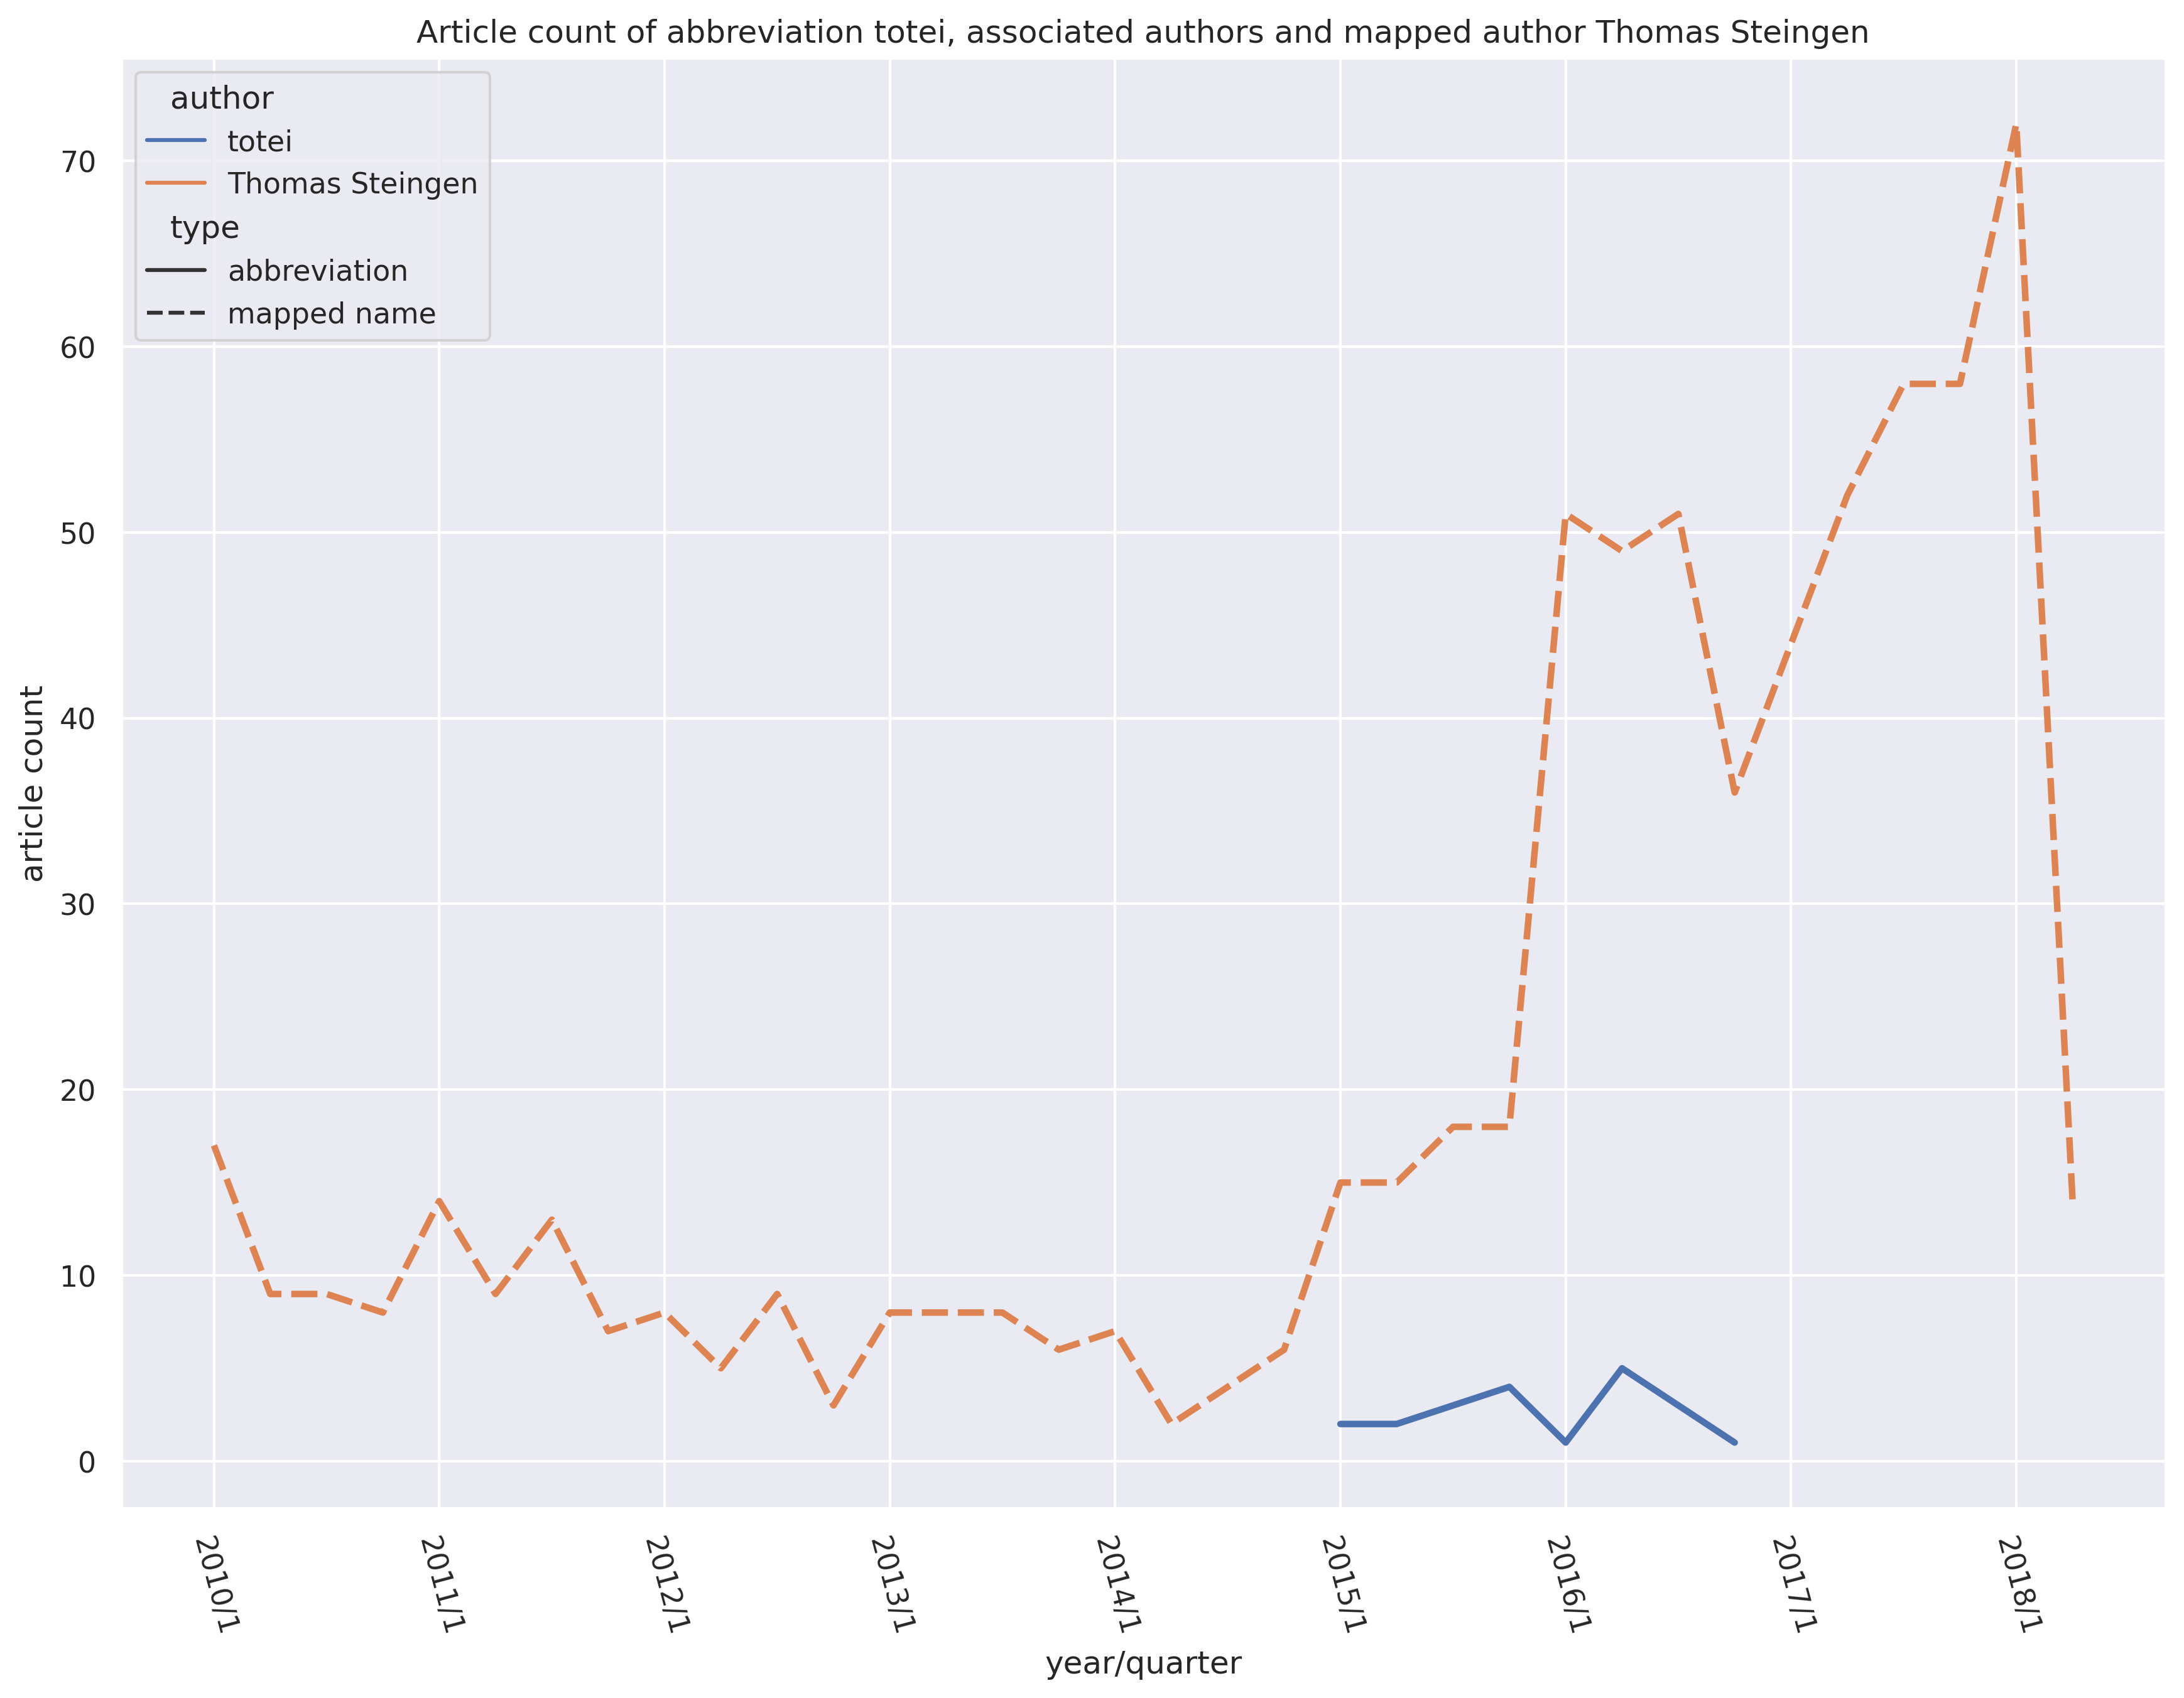 Article count of abbreviation totei, associated authors and mapped author Thomas Steingen
author
totei
Thomas Steingen
type
abbreviation
mapped name
article count
70
60
50
40
30
20
10
0
2010/1
2011/1
2012/1
2013/1
2014/1
2015/1
2016/1
2017/1
2018/1
year/quarter